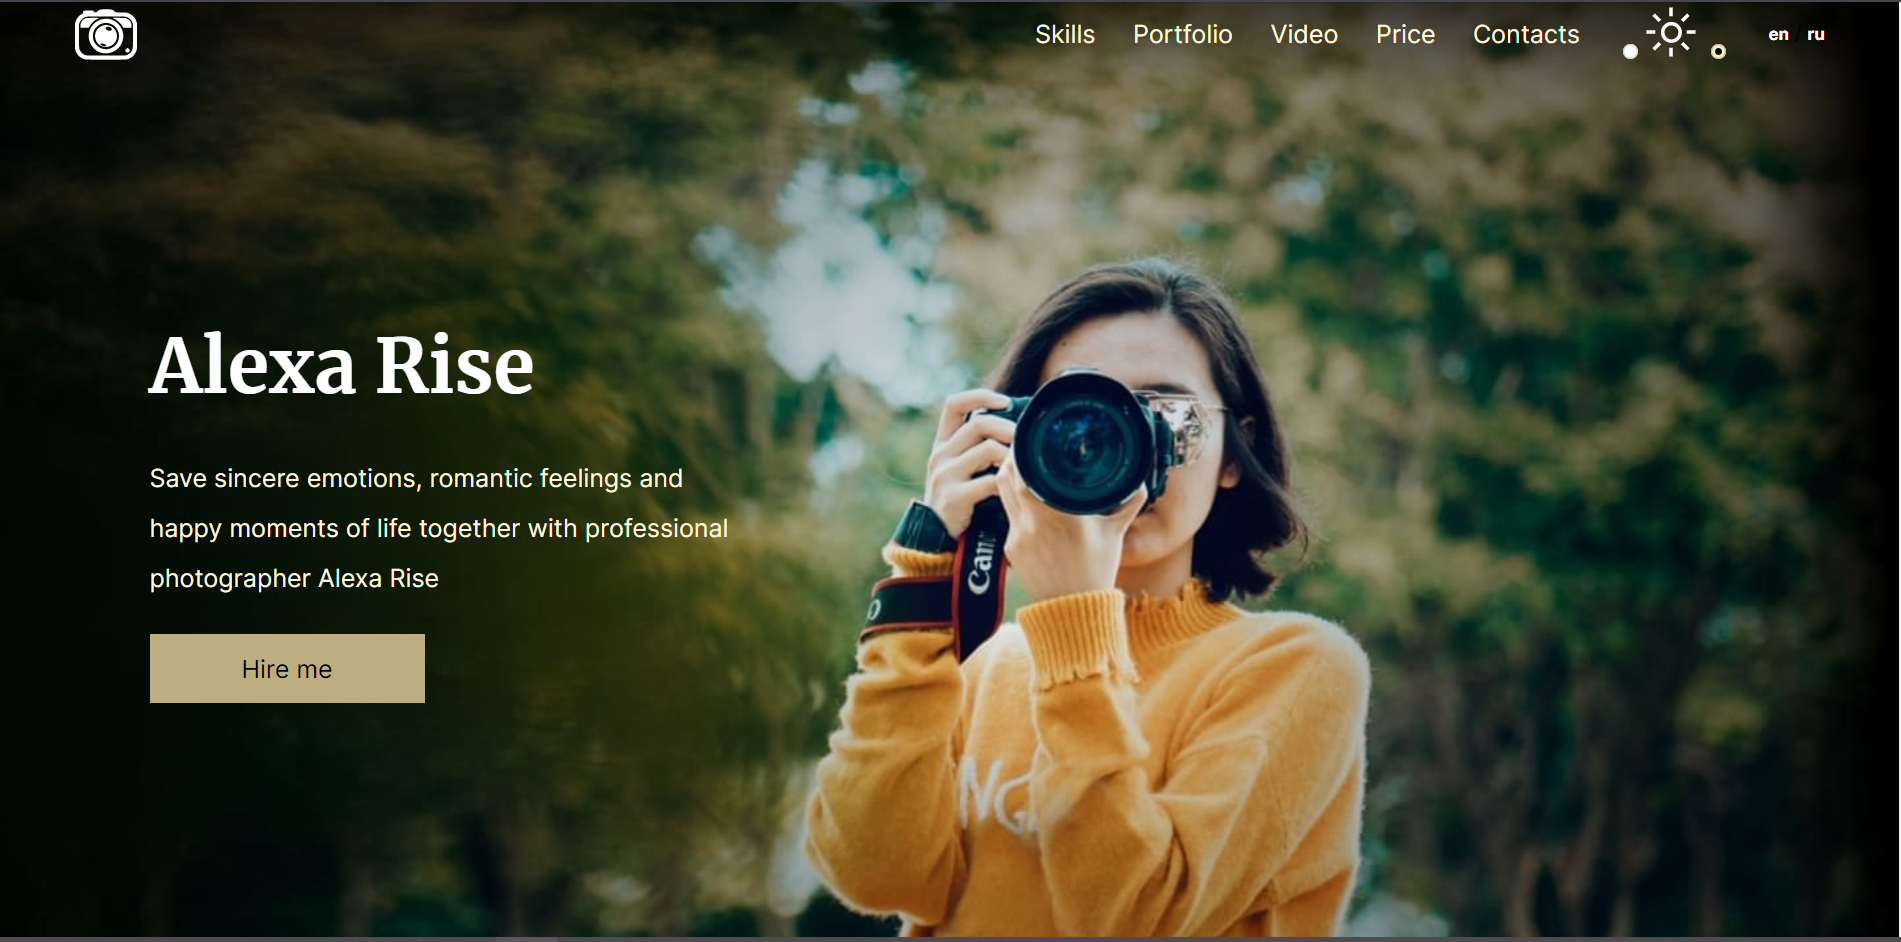 Skills Portfolio Video Price Contacts en / ru
Alexa Rise
Save sincere emotions, romantic feelings and
happy moments of life together with professional
photographer Alexa Rise
Hire me